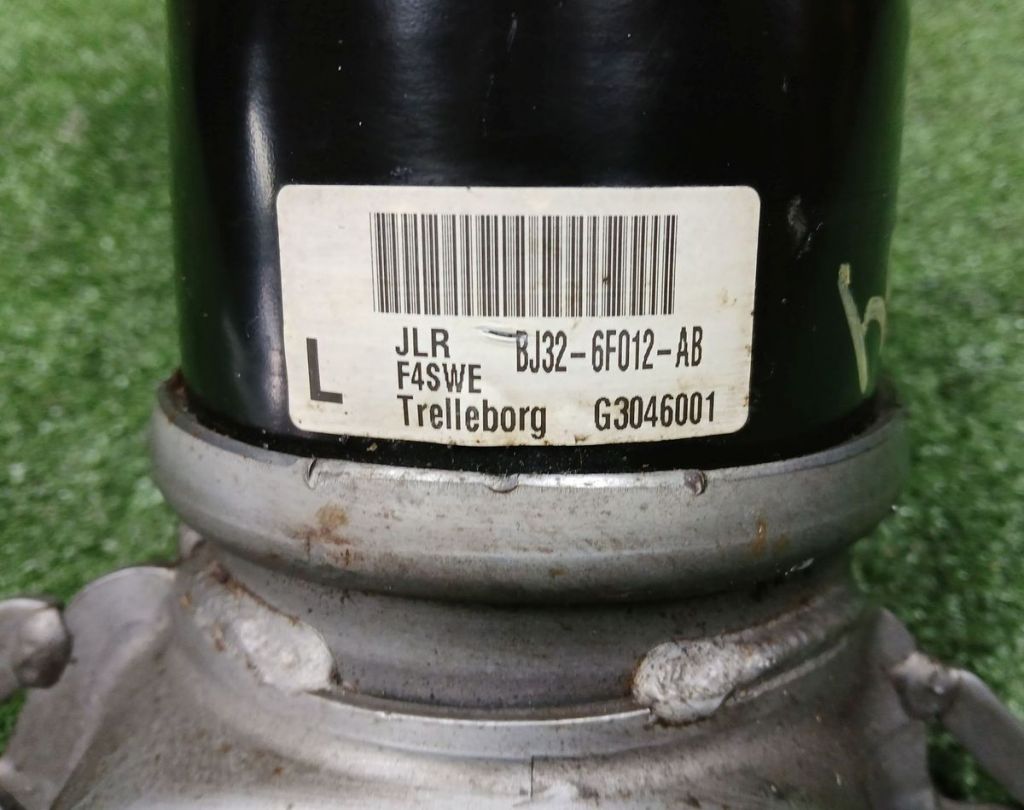 L
JLR BJ32-6F012-AB
F4SWE
Trelleborg G3046001
h